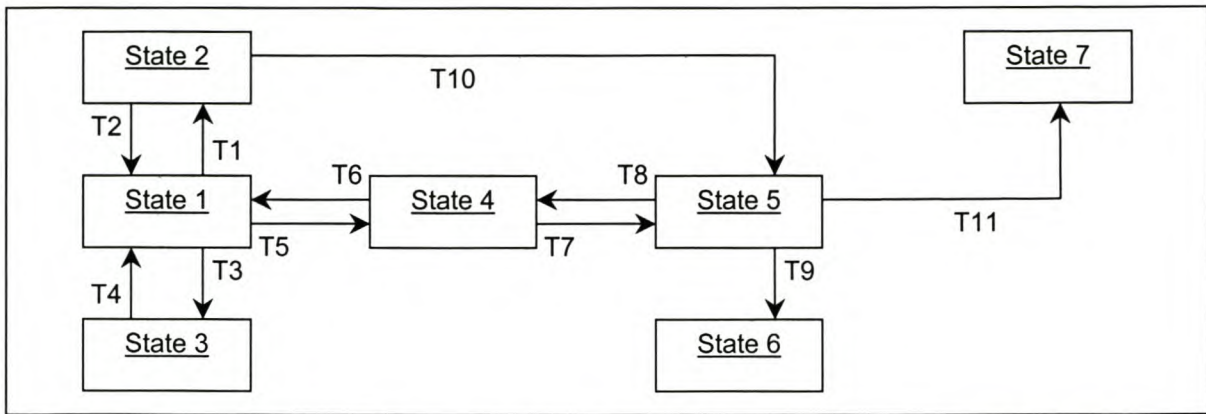 State 2
State 7
T10
T2
T1
State 1
T6
State 4
T8
State 5
T5
T7
T11
T4
T3
T9
State 3
State 6